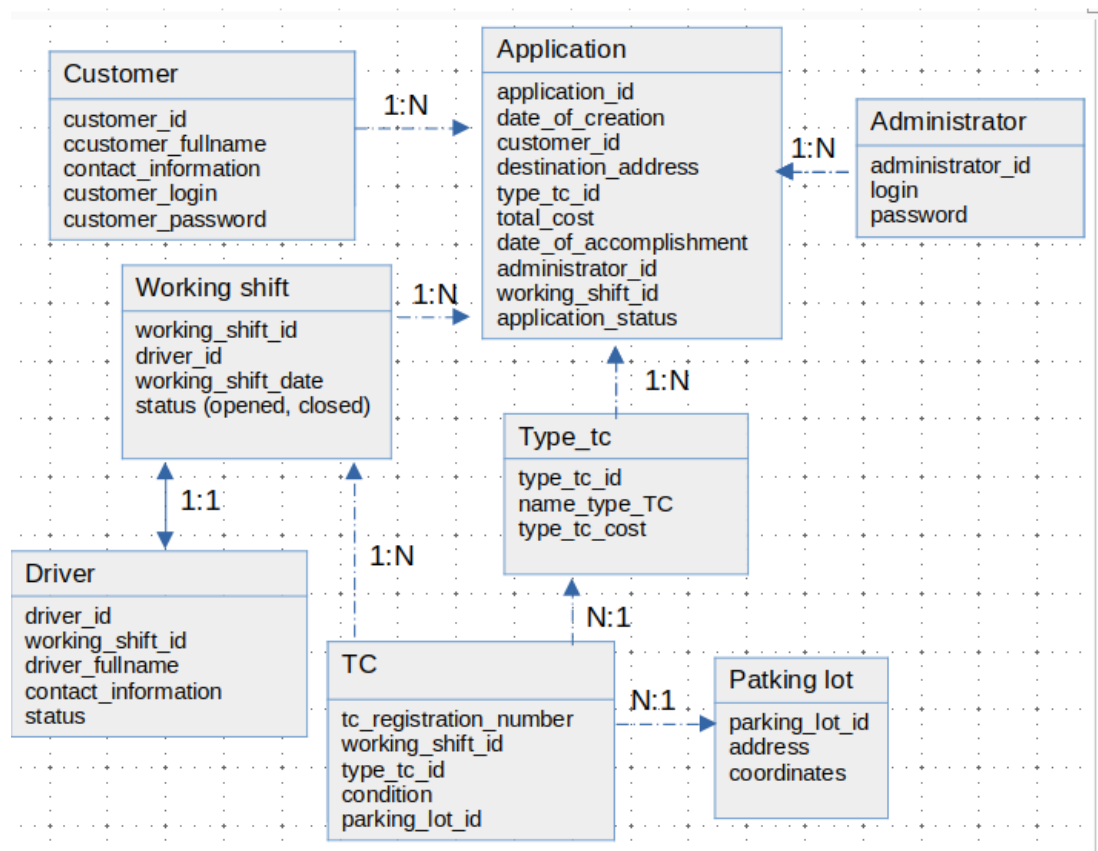 Customer
customer_id
ccustomer_fullname
contact_information
customer_login
customer_password
1:N
Application
application_id
date_of_creation
customer_id
destination_address
type_tc_id
total_cost
date_of_accomplishment
administrator_id
working_shift_id
application_status
1:N
Administrator
administrator_id
login
password
Working shift
working_shift_id
driver_id
working_shift_date
status (opened, closed)
1:N
1:N
Type_tc
type_tc_id
name_type_TC
type_tc_cost
1:1
1:N
N:1
Driver
driver_id
working_shift_id
driver_fullname
contact_information
status
TC
tc_registration_number
working_shift_id
type_tc_id
condition
parking_lot_id
N:1
Patking lot
parking_lot_id
address
coordinates